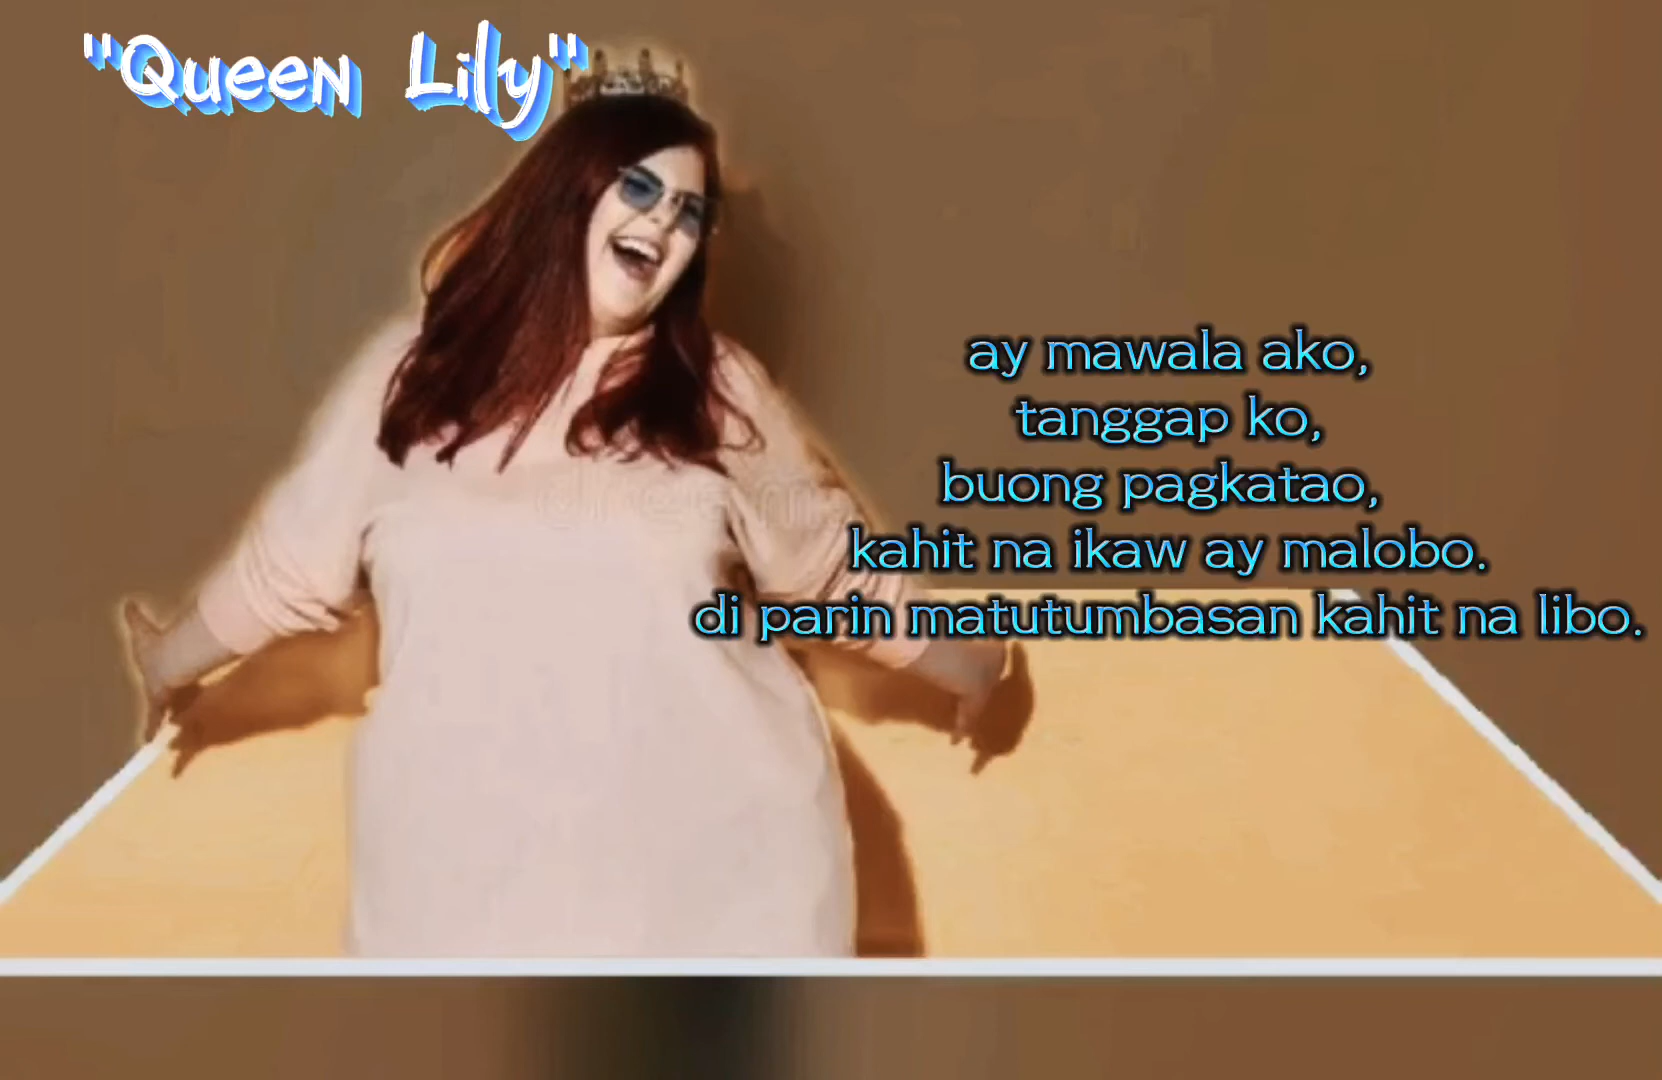 "Queen Lily"
ay mawala ako,
tanggap ko,
buong pagkatao,
kahit na ikaw ay malobo.
di parin matutumbasan kahit na libo.